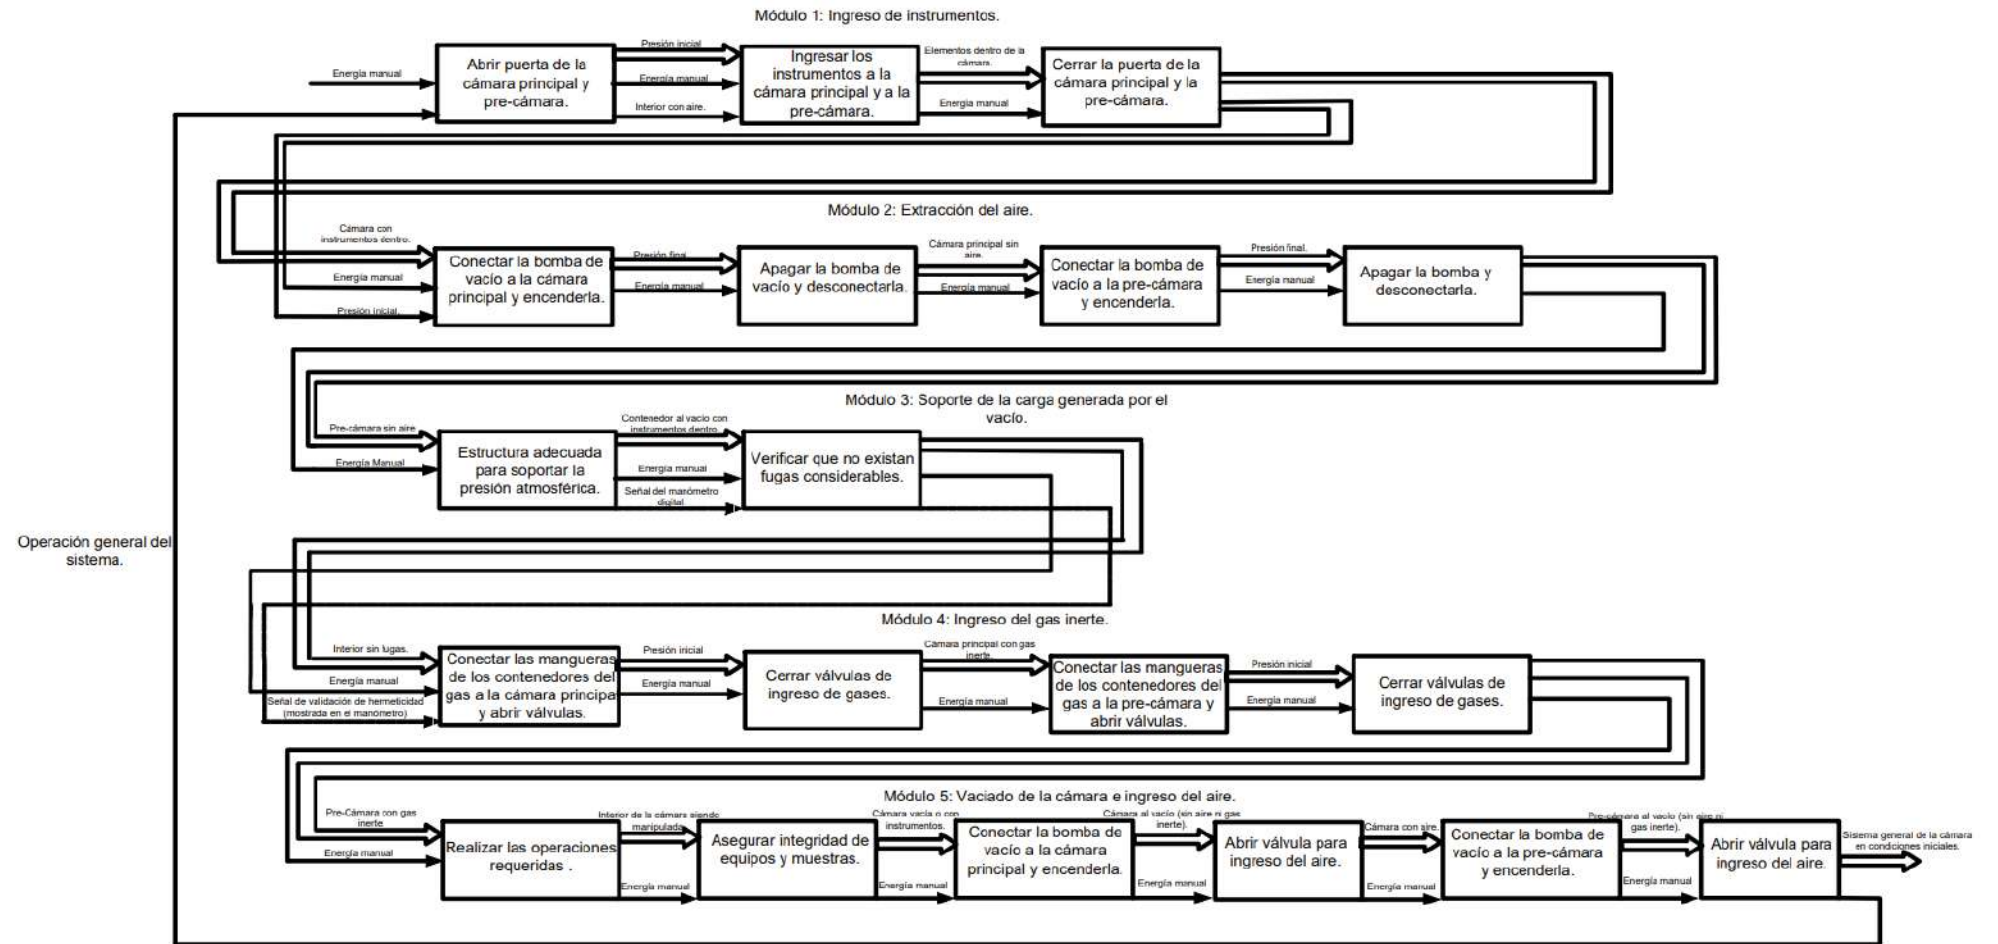 Módulo 1: Ingreso de instrumentos.
Energía manual
Abrir puerta de la
cámara principal y
pre-cámara.
Presión inicial
Energía manual
Interior con aire.
Ingresar los
instrumentos a la
cámara principal y a la
pre-cámara.
Elementos dentro de la
cámara.
Energía manual
Cerrar la puerta de la
cámara principal y la
pre-cámara.
Módulo 2: Extracción del aire.
Cámara con
instrumentos dentro.
Energía manual
Presión inicial.
Conectar la bomba de
vacío a la cámara
principal y encenderla.
Presión final
Energía manual
Apagar la bomba de
vacío y desconectarla.
Cámara principal sin
aire.
Energía manual
Conectar la bomba de
vacío a la pre-cámara
y encenderla.
Presión final.
Energía manual
Apagar la bomba y
desconectarla.
Módulo 3: Soporte de la carga generada por el
vacío.
Pre-cámara sin aire
Energía Manual
Estructura adecuada
para soportar la
presión atmosférica.
Contenedor al vacío con
instrumentos dentro
Energía manual
Señal del manómetro
digital
Verificar que no existan
fugas considerables.
Operación general del
sistema.
Módulo 4: Ingreso del gas inerte.
Interior sin fugas.
Energía manual
Señal de validación de hermeticidad
(mostrada en el manómetro)
Conectar las mangueras
de los contenedores del
gas a la cámara principa
y abrir válvulas.
Presión inicial
Energía manual
Cerrar válvulas de
ingreso de gases.
Cámara principal con gas
inerte.
Energía manual
Conectar las mangueras
de los contenedores del
gas a la pre-cámara y
abrir válvulas.
Presión inicial
Energía manual
Cerrar válvulas de
ingreso de gases.
Módulo 5: Vaciado de la cámara e ingreso del aire.
Pre-Cámara con gas
inerte
Energía manual
Realizar las operaciones
requeridas .
Interior de la cámara siendo
manipulada
Energía manual
Asegurar integridad de
equipos y muestras.
Cámara vacía o con
instrumentos.
Energía manual
Conectar la bomba de
vacío a la cámara
principal y encenderla.
Cámara al vacío (sin aire ni gas
inerte).
Energía manual
Abrir válvula para
ingreso del aire.
Cámara con aire.
Energía manual
Conectar la bomba de
vacío a la pre-cámara
y encenderla.
Pre-cámara al vacío (sin aire ni
gas inerte).
Energía manual
Abrir válvula para
ingreso del aire.
Sistema general de la cámara
en condiciones iniciales.